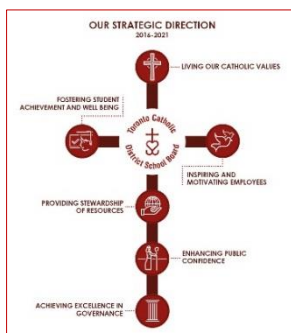 OUR STRATEGIC DIRECTION
2016-2021
LIVING OUR CATHOLIC VALUES
FOSTERING STUDENT
ACHIEVEMENT AND WELL BEING
Toronto Catholic
District School Board
INSPIRING AND
MOTIVATING EMPLOYEES
PROVIDING STEWARDSHIP
OF RESOURCES
ENHANCING PUBLIC
CONFIDENCE
ACHIEVING EXCELLENCE IN
GOVERNANCE